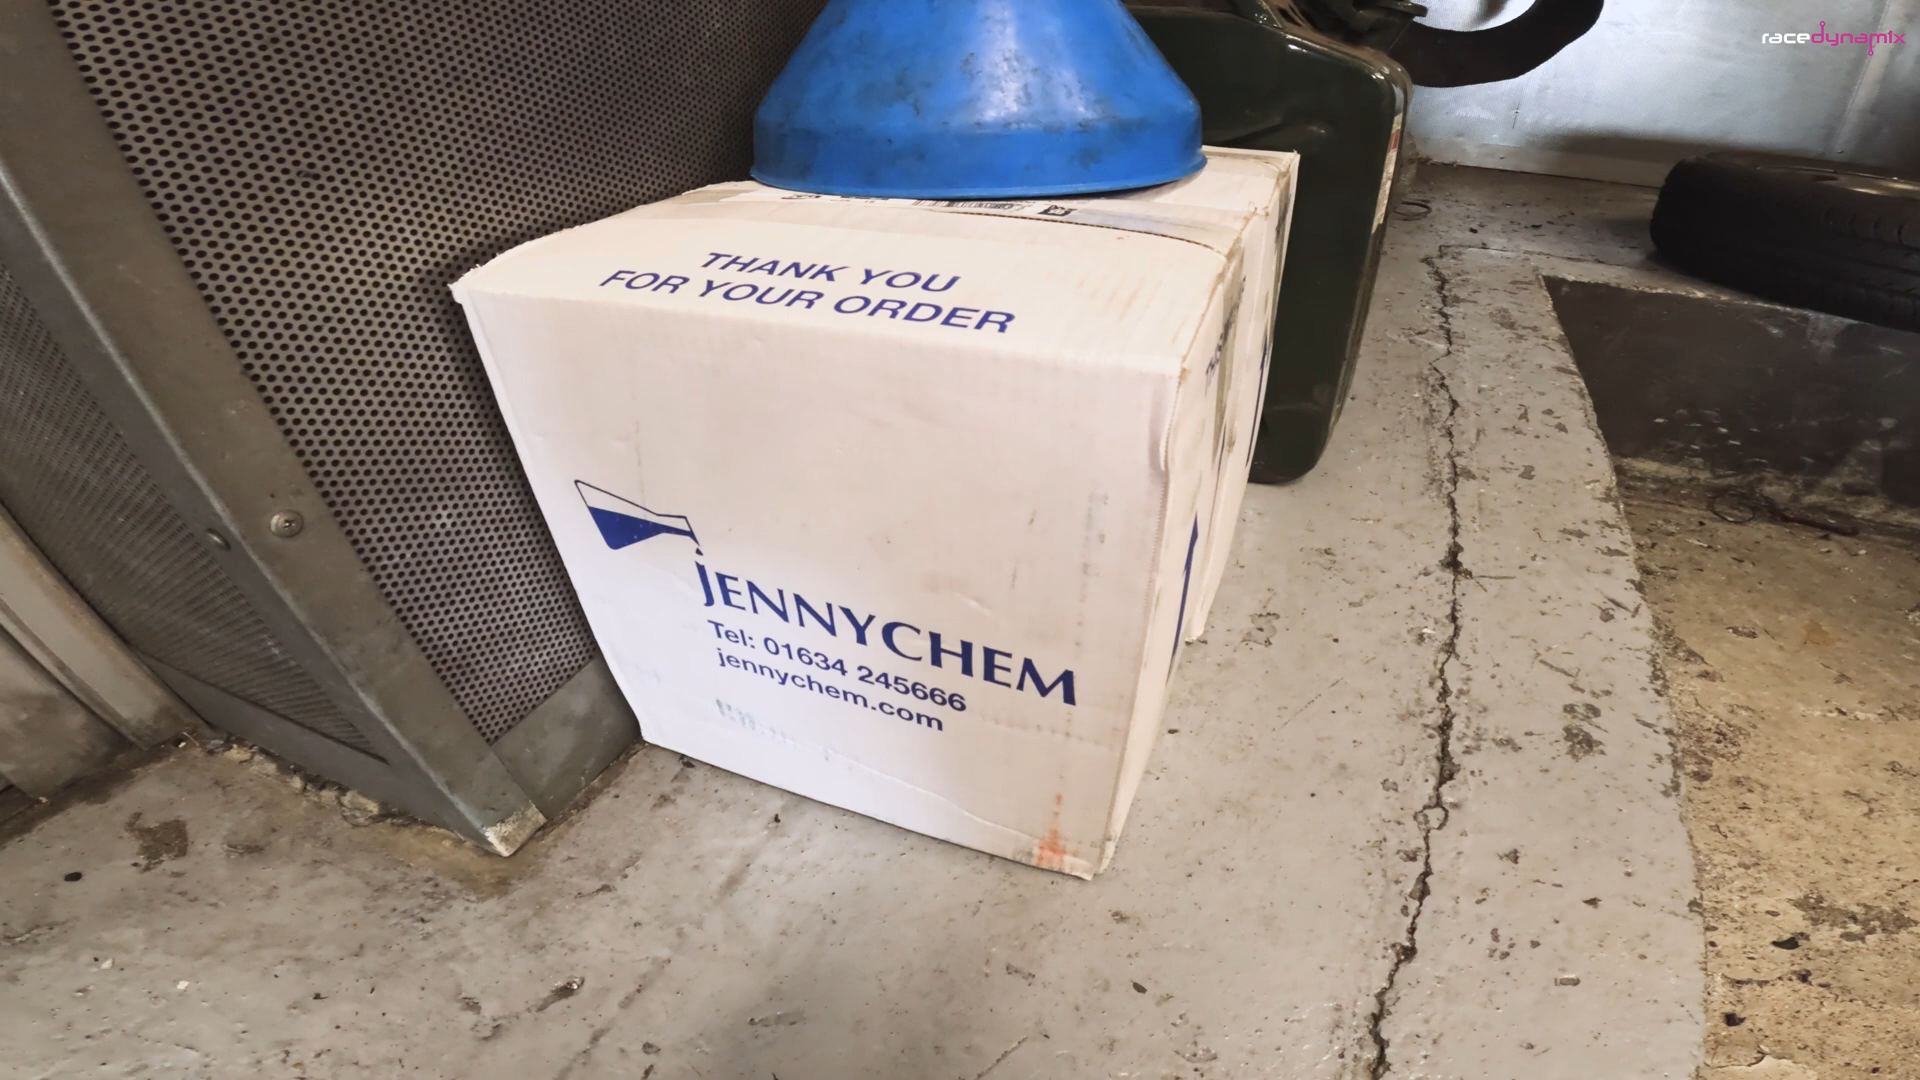 racedynamix
THANK YOU
FOR YOUR ORDER
JENNYCHEM
Tel: 01634 245666
jennychem.com